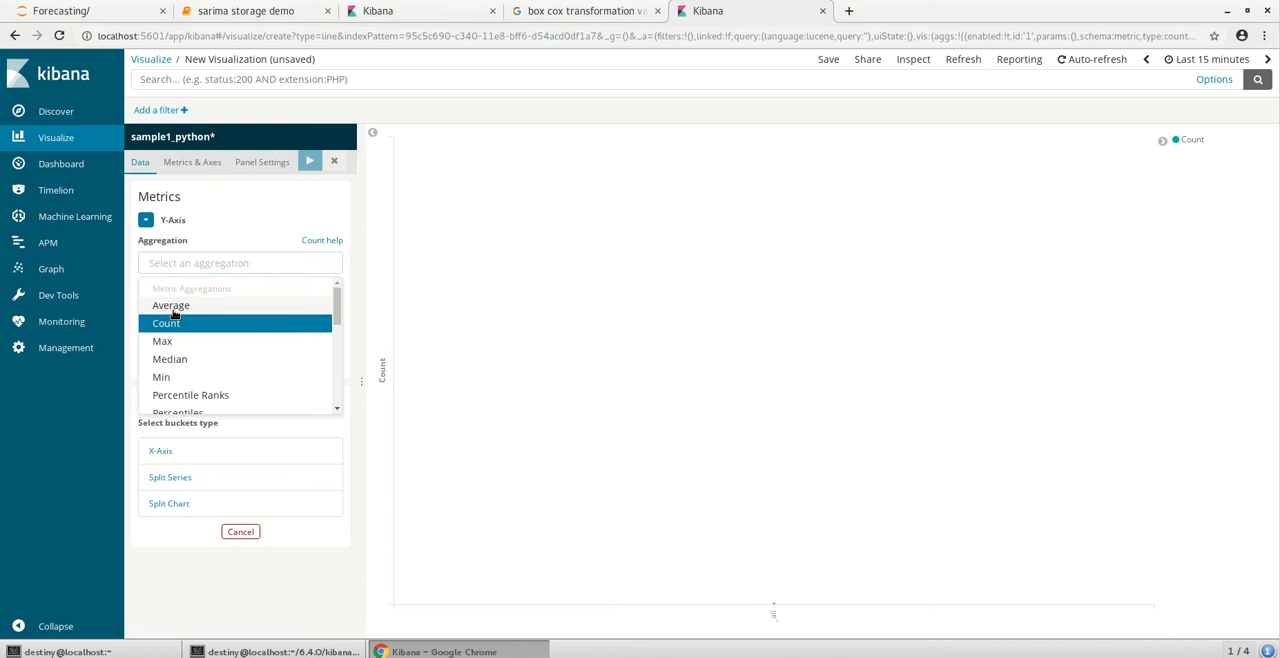 Forecasting/
sarima storage demo
Kibana
box cox transformation va
Kibana
localhost:5601/app/kibana#/visualize/create?type=line&indexPattern=95c5c690-c340-11e8-bff6-d54acd0df1a7&_g=()&_a=(filters:!(),linked:!f,query:(language:lucene,query:''),uiState:(),vis:(aggs:!((enabled:!t,id:'1',params:(),schema:metric,type:count...
kibana
Visualize / New Visualization (unsaved)
Save Share Inspect Refresh Reporting Auto-refresh Last 15 minutes
Search... (e.g. status:200 AND extension:PHP)
Options
Add a filter +
Discover
Visualize
Dashboard
Timelion
Machine Learning
APM
Graph
Dev Tools
Monitoring
Management
Collapse
sample1_python*
Data Metrics & Axes Panel Settings
Metrics
Y-Axis
Aggregation Count help
Select an aggregation
Metric Aggregations
Average
Count
Max
Median
Min
Percentile Ranks
Percentiles
Select buckets type
X-Axis
Split Series
Split Chart
Cancel
Count
_all
Count
destiny@localhost:~
destiny@localhost:~/6.4.0/kibana...
Kibana – Google Chrome
1 / 4
1